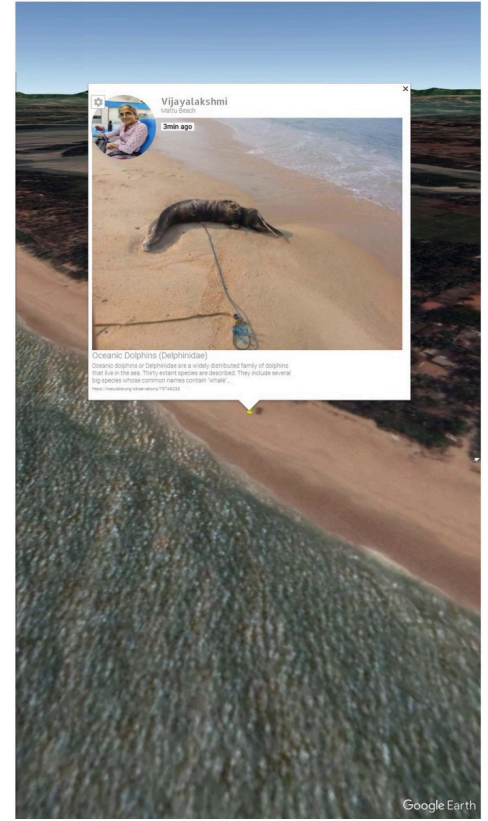 Vijayalakshmi
Mattu Beach
3min ago
Oceanic Dolphins (Delphinidae)
Oceanic dolphins or Delphinidae are a widely distributed family of dolphins
that live in the sea. Thirty extant species are described. They include several
big species whose common names contain 'whale'...
Google Earth